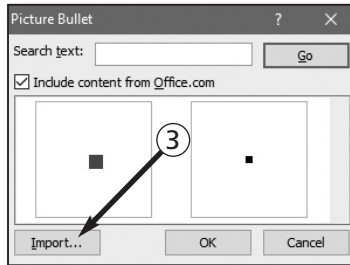 Picture Bullet ? ×
Search text: Go
Include content from Office.com
3
Import... OK Cancel